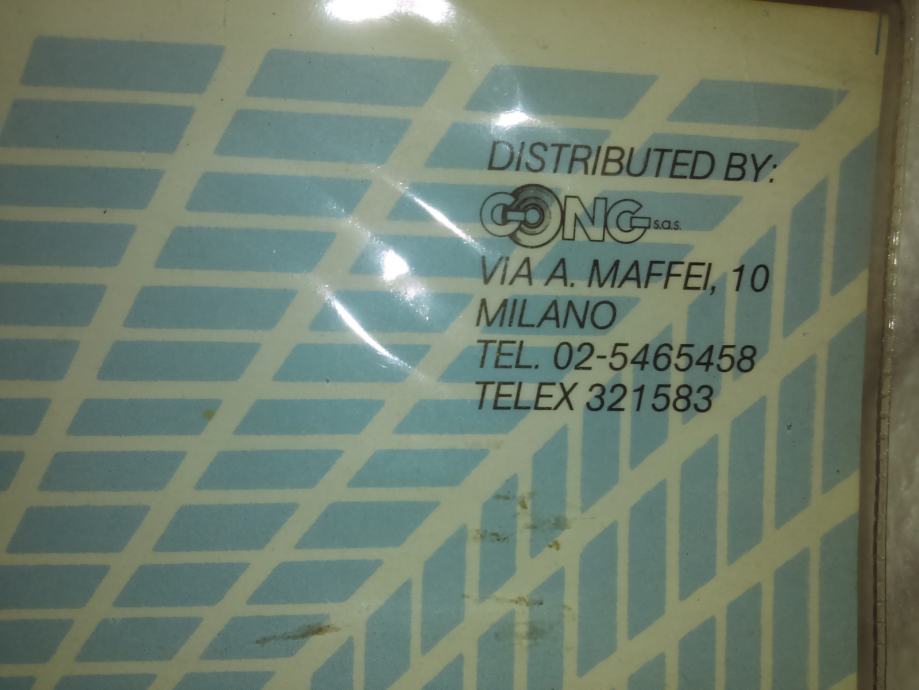 DISTRIBUTED BY:
GONG s.a.s.
VIA A. MAFFEI, 10
MILANO
TEL. 02-5465458
TELEX 321583